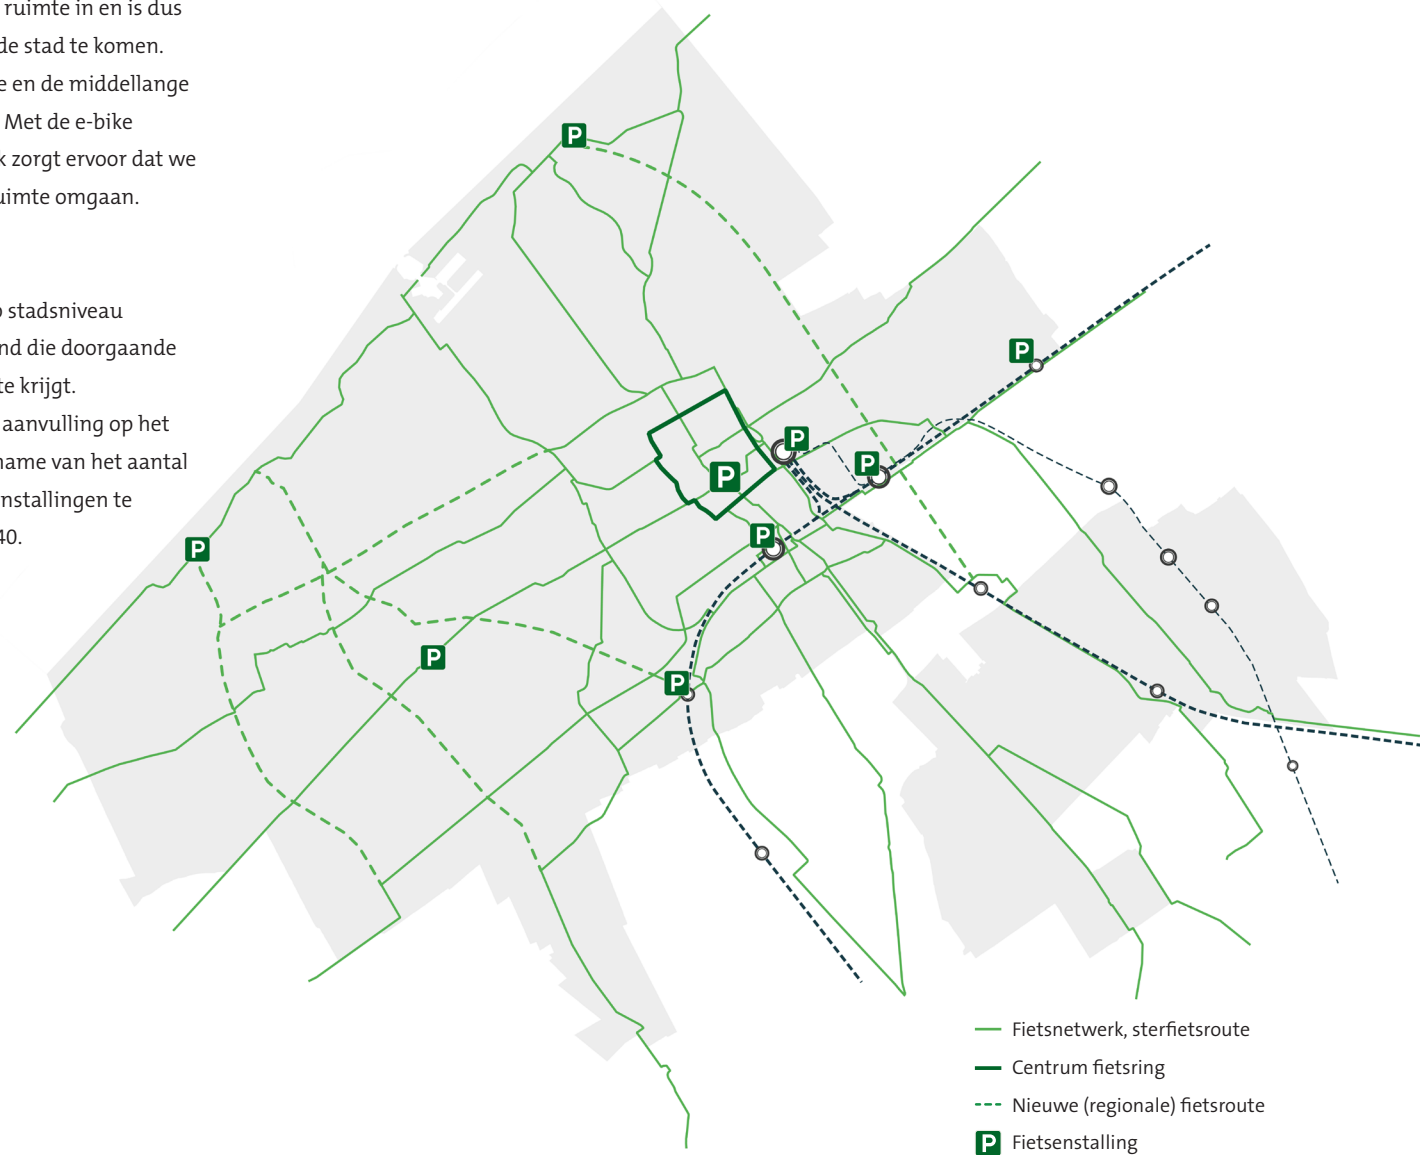 ruimte in en is dus
de stad te komen.
e en de middellange
Met de e-bike
k zorgt ervoor dat we
uimte omgaan.
o stadsniveau
nd die doorgaande
te krijgt.
aanvulling op het
name van het aantal
nstallingen te
40.
P
P
P
P
P
P
P
P
P
Fietsnetwerk, sterfietsroute
Centrum fietsring
Nieuwe (regionale) fietsroute
P Fietsenstalling